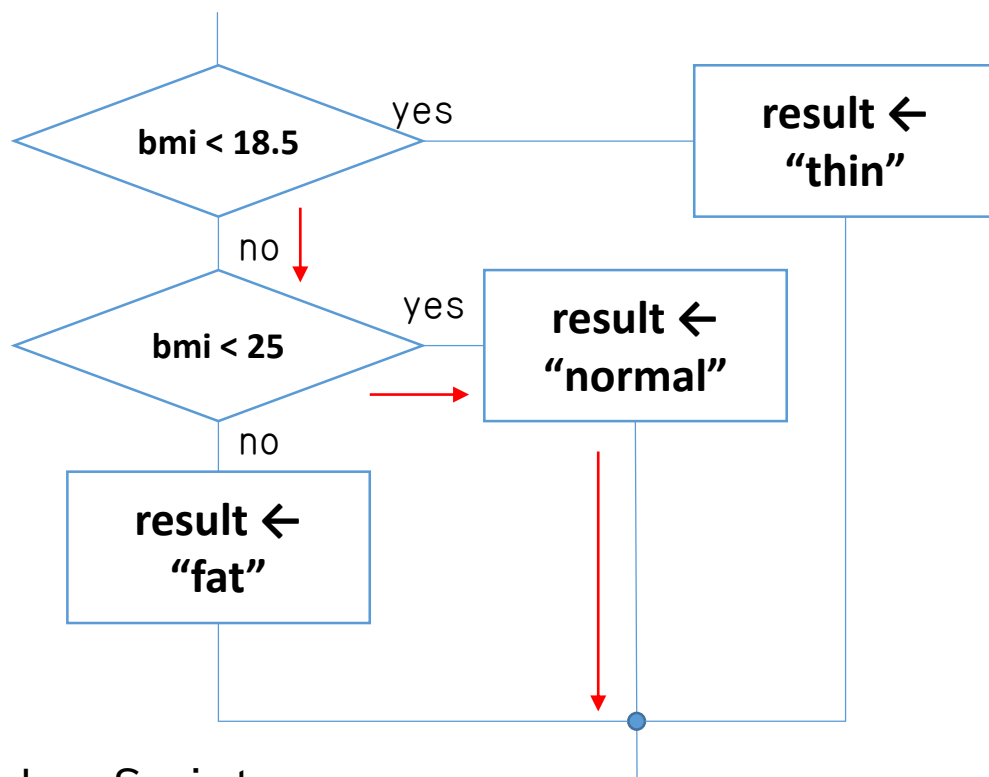 yes
bmi < 18.5
result ←
“thin”
no
yes
bmi < 25
result ←
“normal”
no
result ←
“fat”